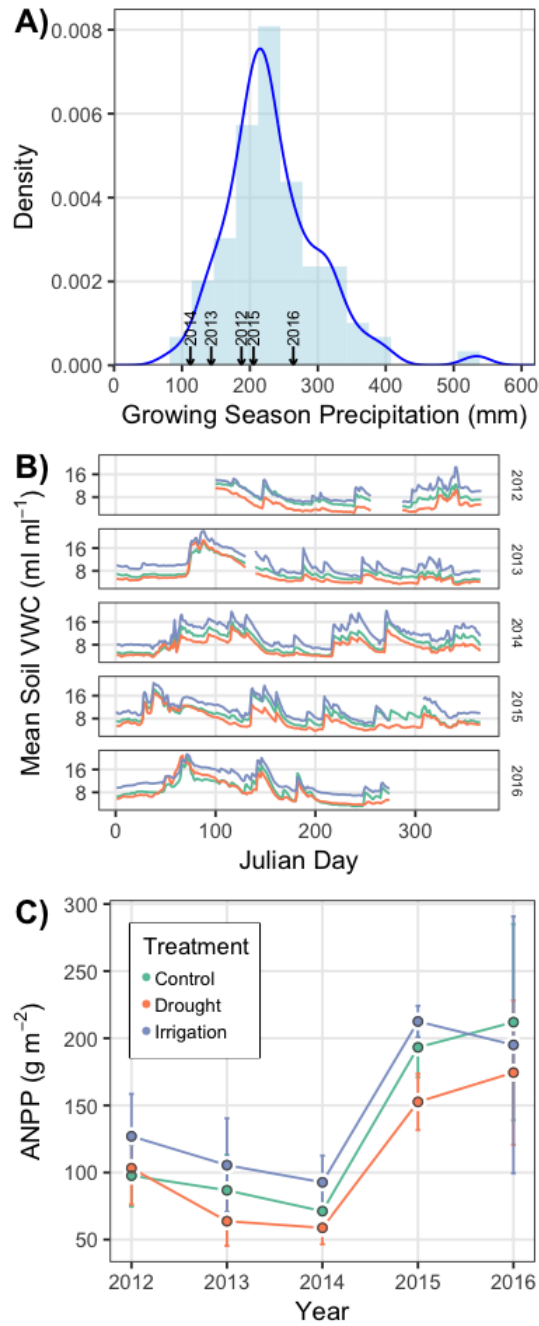 A)
0.008
0.006
0.004
0.002
0.000
Density
2014
2013
2012
2015
2016
0 100 200 300 400 500 600
Growing Season Precipitation (mm)
B)
Mean Soil VWC (ml ml⁻¹)
16
8
2012
16
8
2013
16
8
2014
16
8
2015
16
8
2016
0 100 200 300
Julian Day
C)
ANPP (g m⁻²)
300
250
200
150
100
50
Treatment
Control
Drought
Irrigation
2012 2013 2014 2015 2016
Year